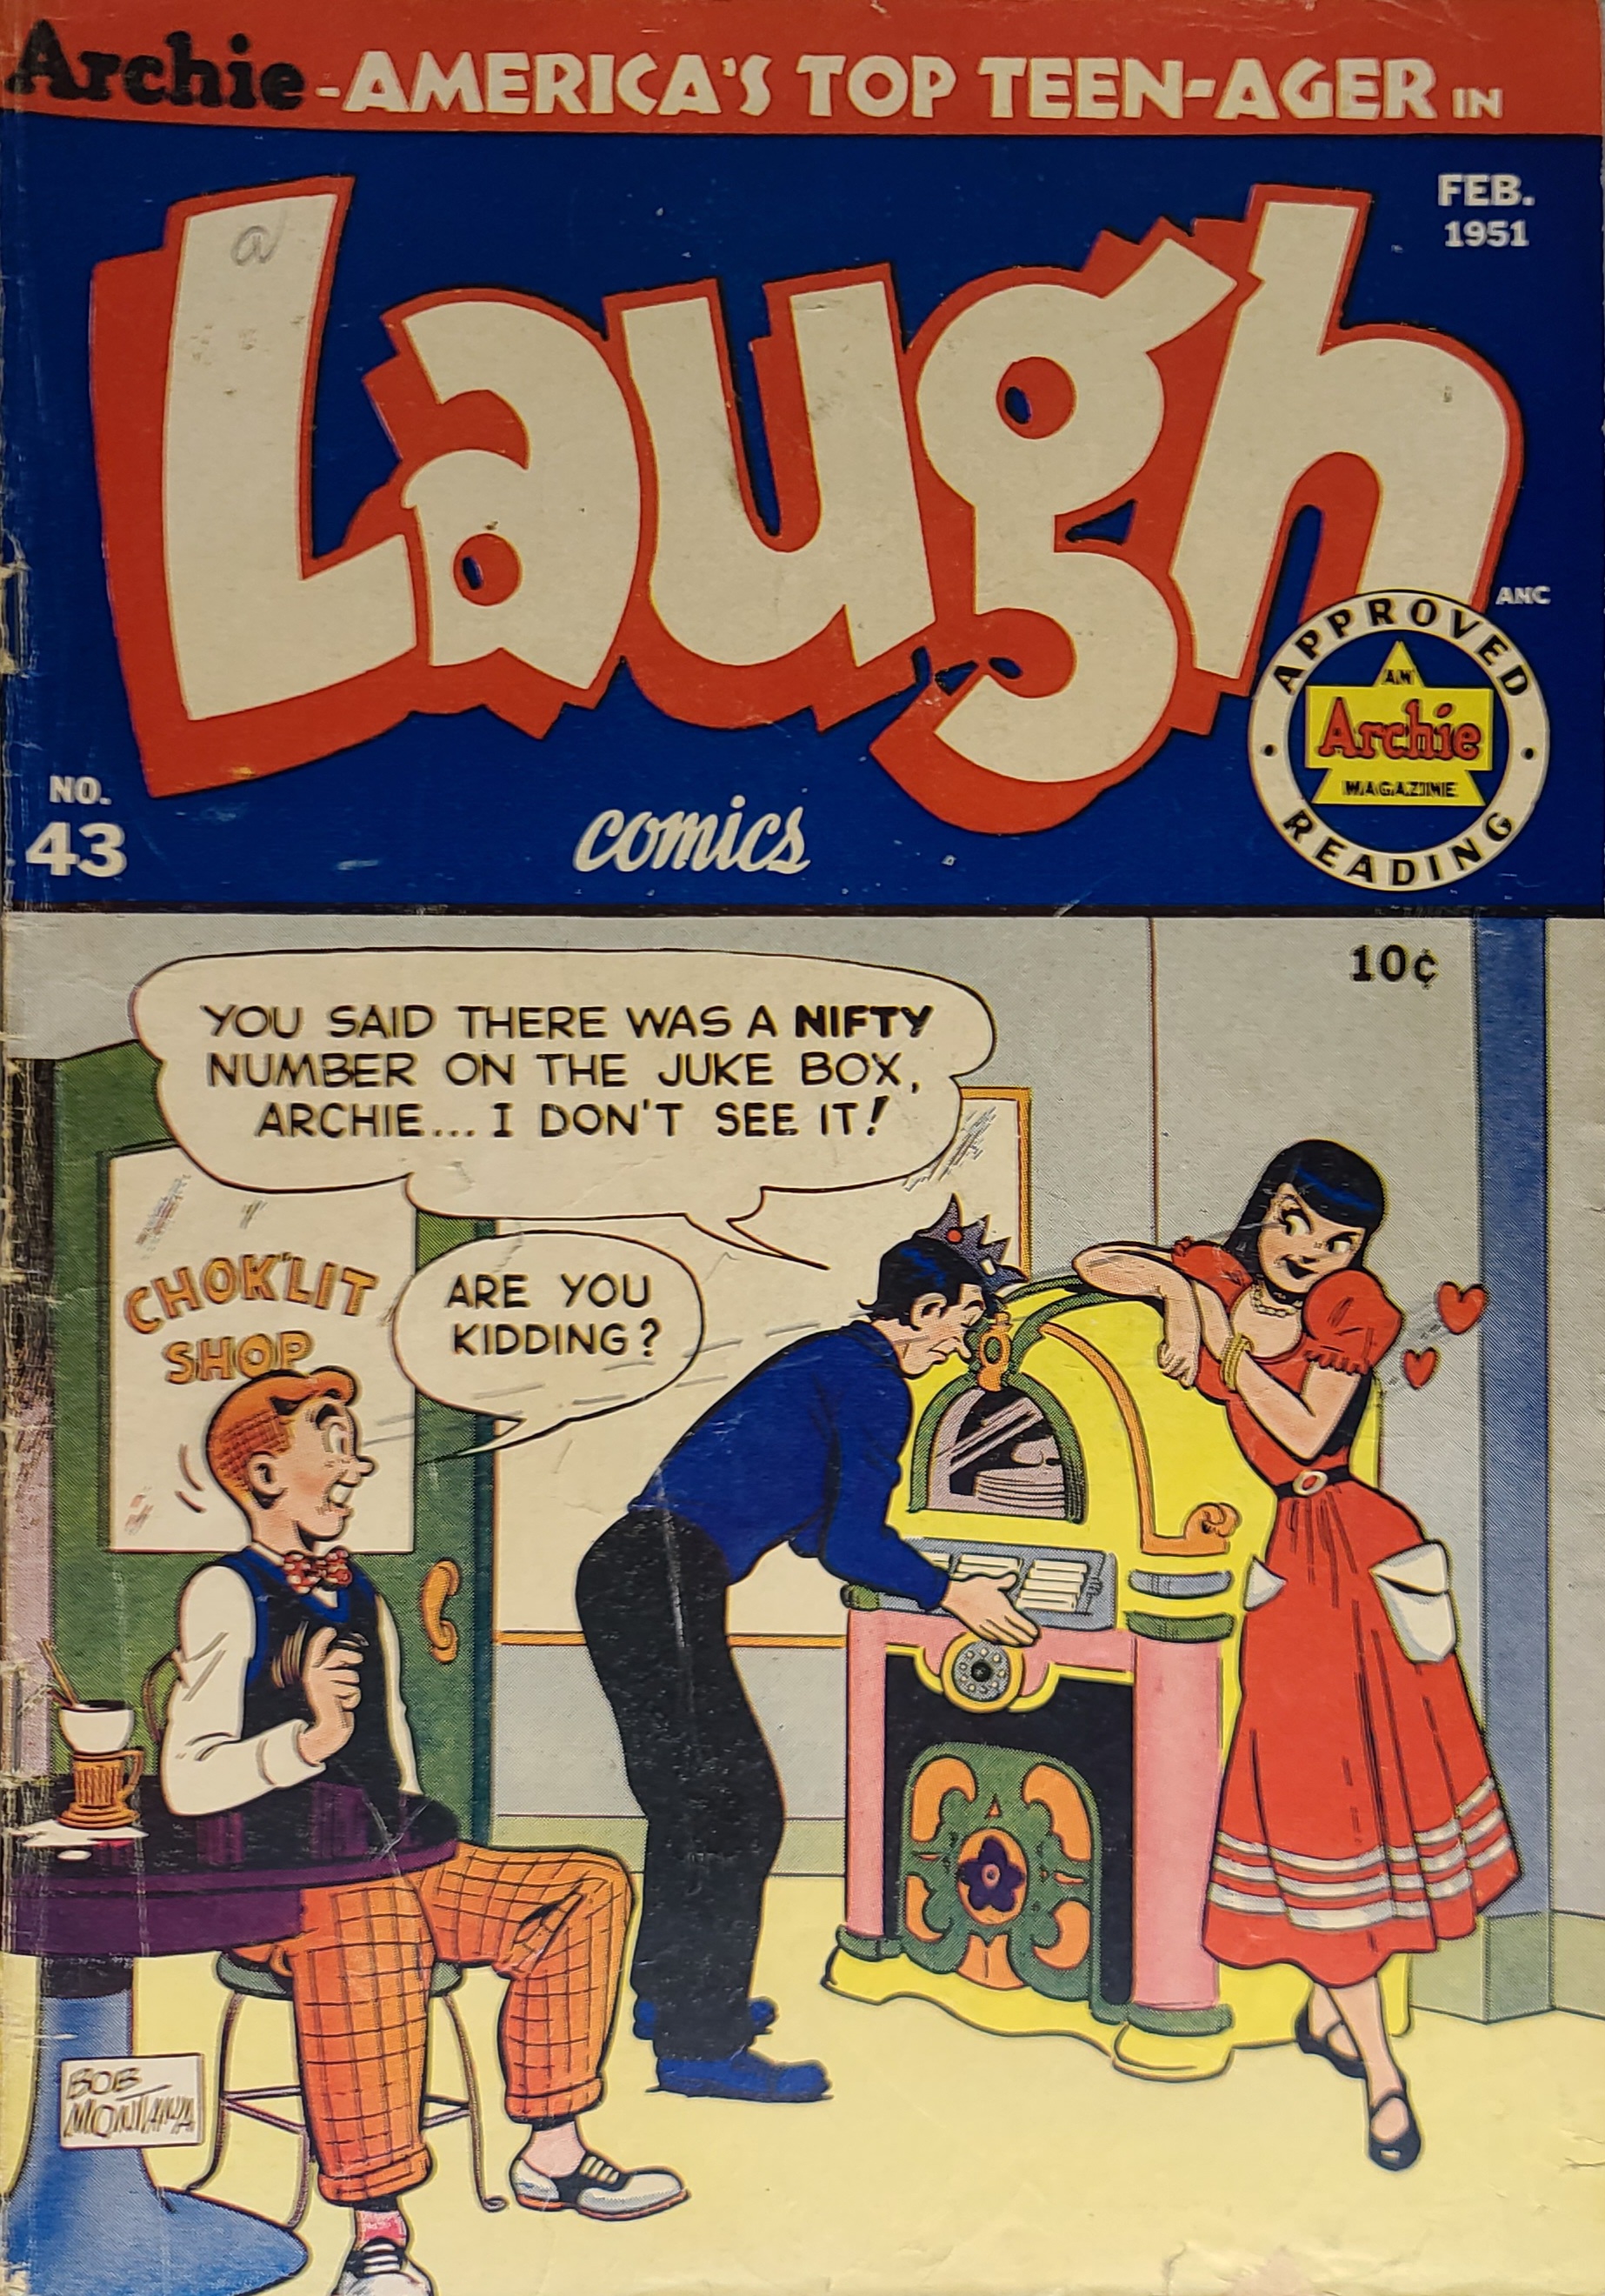 Archie - AMERICA'S TOP TEEN-AGER IN
FEB.
1951
Laugh
ANC
comics
NO.
43
APPROVED
AN
Archie
MAGAZINE
READING
10¢
YOU SAID THERE WAS A NIFTY
NUMBER ON THE JUKE BOX,
ARCHIE... I DON'T SEE IT!
ARE YOU
KIDDING?
CHOK'LIT
SHOP
BOB
MONTANA